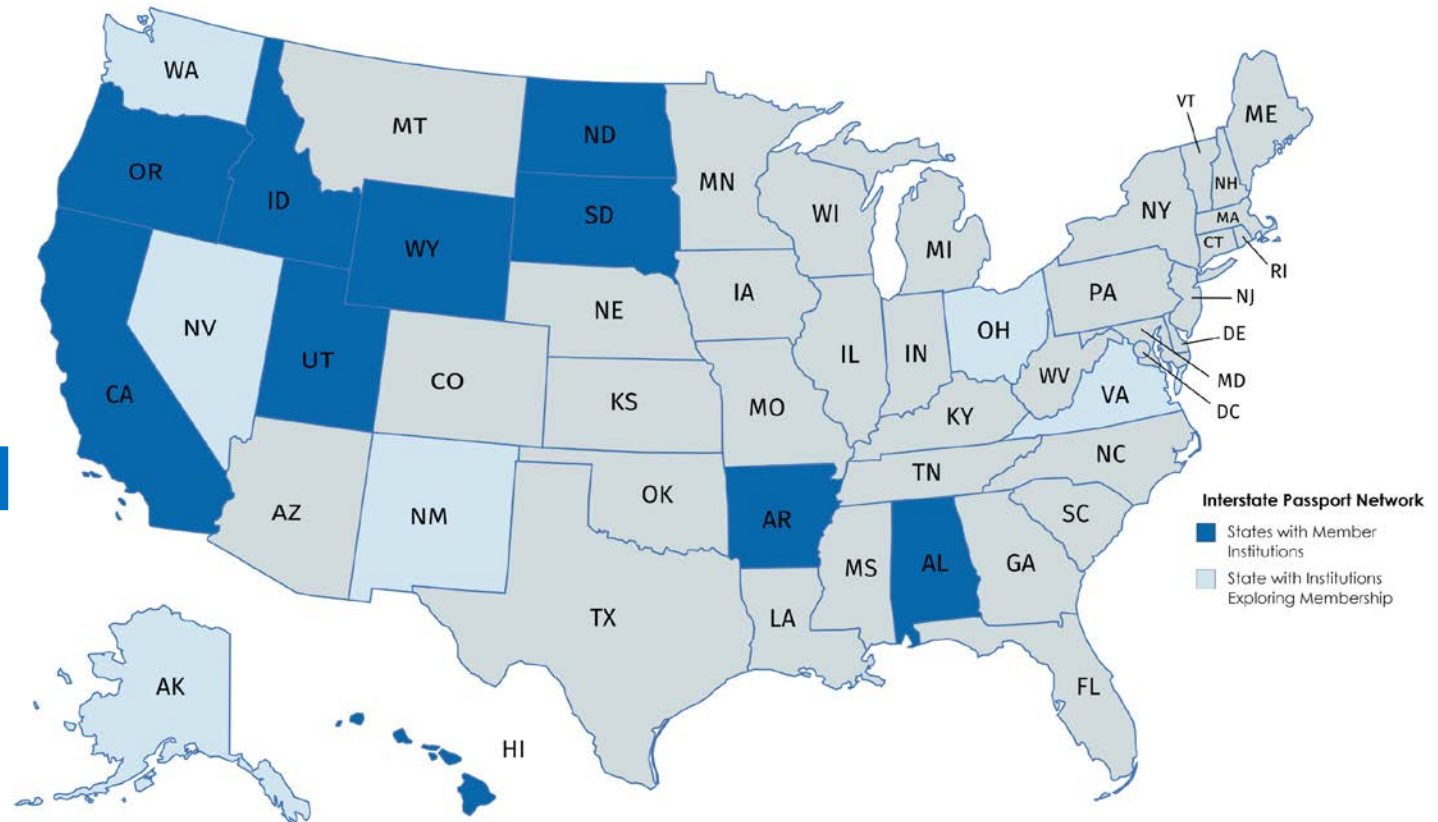 WA
MT
ND
VT
ME
OR
ID
SD
MN
WI
NY
NH
MA
CT
RI
WY
MI
NE
IA
PA
NJ
NV
UT
CO
IL
IN
OH
DE
MD
DC
CA
KS
MO
WV
VA
KY
AZ
NM
OK
AR
TN
NC
SC
MS
AL
GA
TX
LA
FL
AK
HI
Interstate Passport Network
States with Member
Institutions
State with Institutions
Exploring Membership